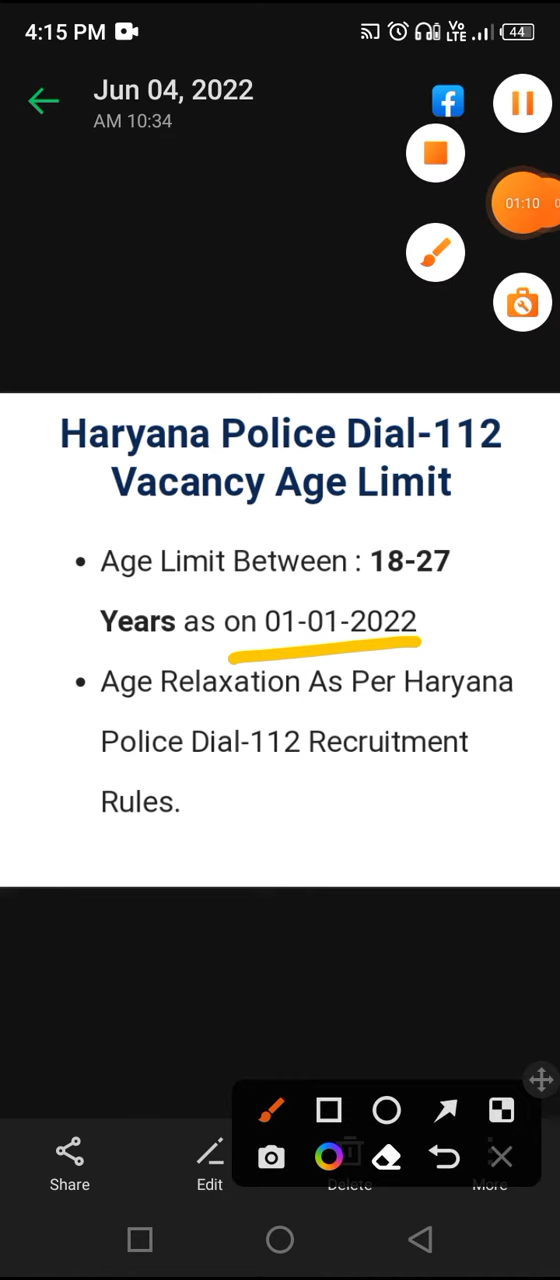 4:15 PM
Vo
LTE
44
Jun 04, 2022
AM 10:34
01:10
Haryana Police Dial-112
Vacancy Age Limit
• Age Limit Between : 18-27
Years as on 01-01-2022
• Age Relaxation As Per Haryana
Police Dial-112 Recruitment
Rules.
Share
Edit
Delete
More